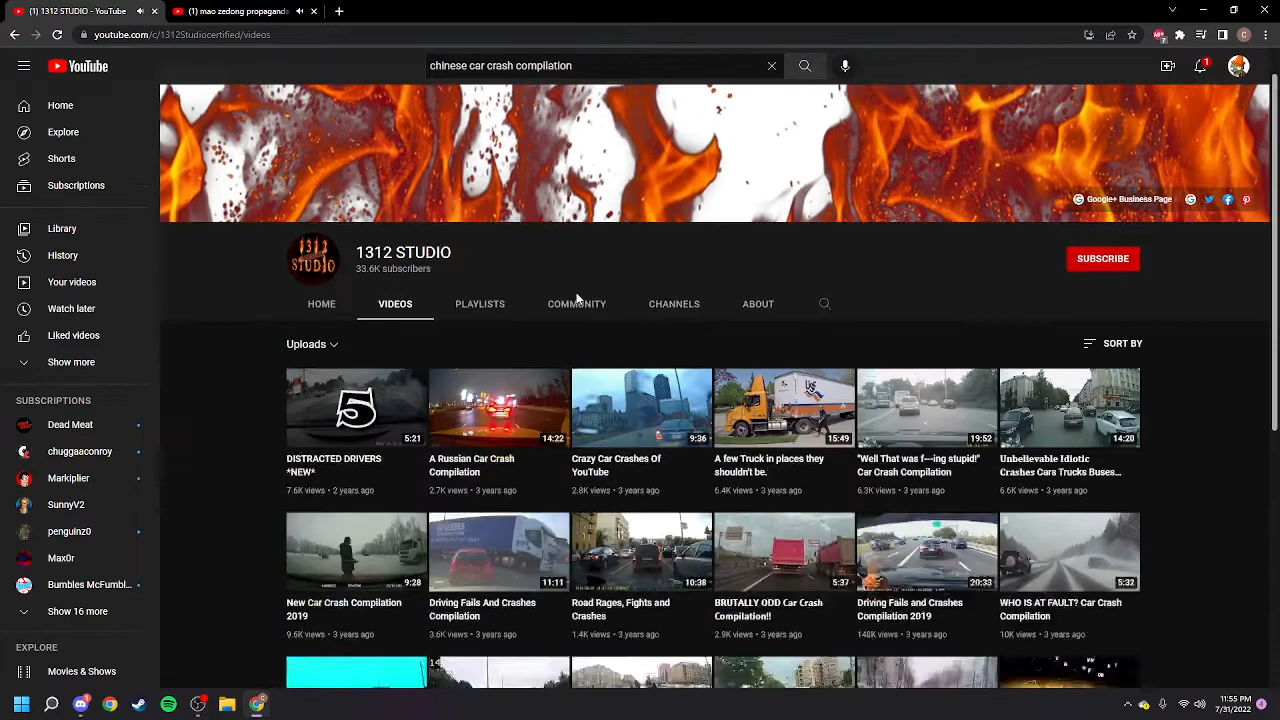 (1) 1312 STUDIO
(1) mao zedong propagand
youtube.com/c/1312Studiocertified/videos
YouTube
chinese car crash compilation
1
Home
Explore
Shorts
Subscriptions
Library
History
Your videos
Watch later
Liked videos
Show more
SUBSCRIPTIONS
Dead Meat
Chuggaconroy
Markiplier
SunnyV2
penguinz0
Max0r
Bumbles McFumbl...
Show 16 more
EXPLORE
Movies & Shows
Google+ Business Page
1312 STUDIO
1312 STUDIO
33.6K subscribers
SUBSCRIBE
HOME
VIDEOS
PLAYLISTS
COMMUNITY
CHANNELS
ABOUT
Uploads
SORT BY
5
5:21
14:22
9:36
15:49
19:52
14:20
DISTRACTED DRIVERS
*NEW*
7.6K views • 2 years ago
A Russian Car Crash
Compilation
2.7K views • 3 years ago
Crazy Car Crashes Of
YouTube
2.8K views • 3 years ago
A few Truck in places they
shouldn't be.
6.4K views • 3 years ago
"Well That was f---ing stupid!"
Car Crash Compilation
6.3K views • 3 years ago
Unbelievable Idiotic
Crashes Cars Trucks Buses...
6.6K views • 3 years ago
9:28
11:11
10:38
5:37
20:33
5:32
New Car Crash Compilation
2019
9.6K views • 3 years ago
Driving Fails And Crashes
Compilation
3.6K views • 3 years ago
Road Rages, Fights and
Crashes
1.4K views • 3 years ago
BRUTALLY ODD Car Crash
Compilation!!
2.9K views • 3 years ago
Driving Fails and Crashes
Compilation 2019
148K views • 3 years ago
WHO IS AT FAULT? Car Crash
Compilation
10K views • 3 years ago
11:55 PM
7/31/2022